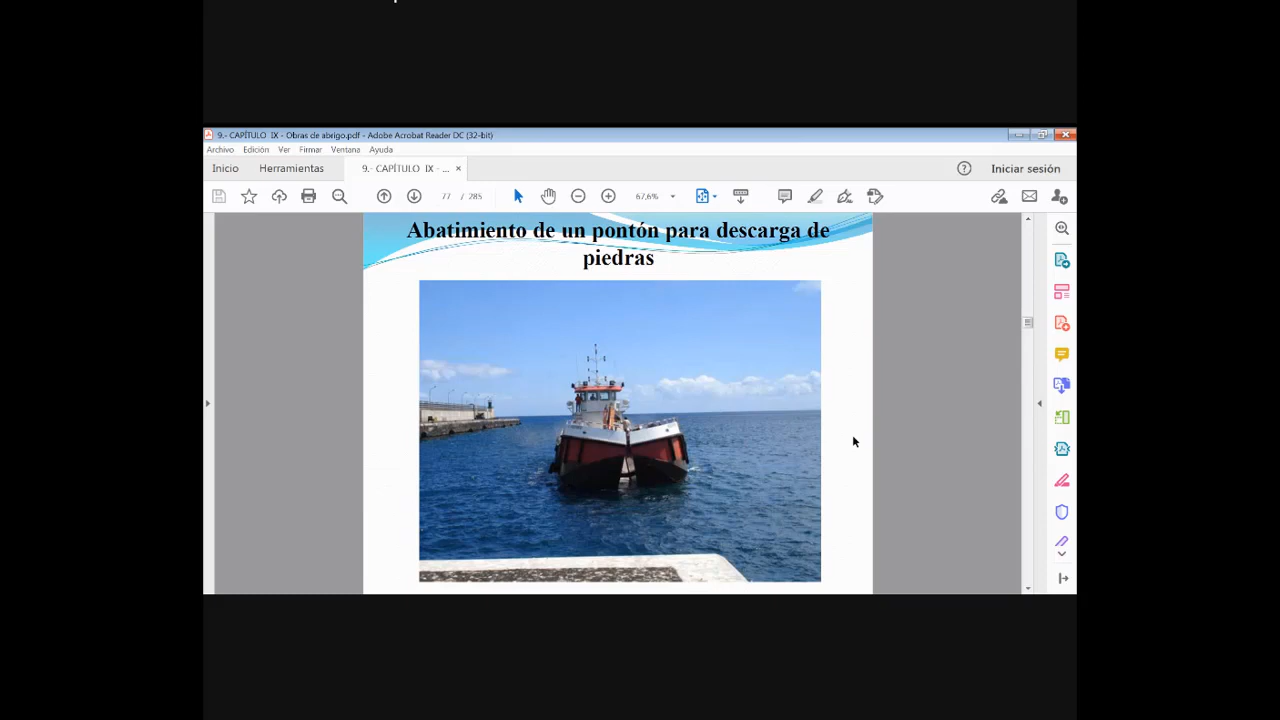 9.- CAPÍTULO IX - Obras de abrigo.pdf - Adobe Acrobat Reader DC (32-bit)
Archivo Edición Ver Firmar Ventana Ayuda
Inicio Herramientas 9.- CAPÍTULO IX - ... × Iniciar sesión
77 / 285 67,6%
Abatimiento de un pontón para descarga de
piedras